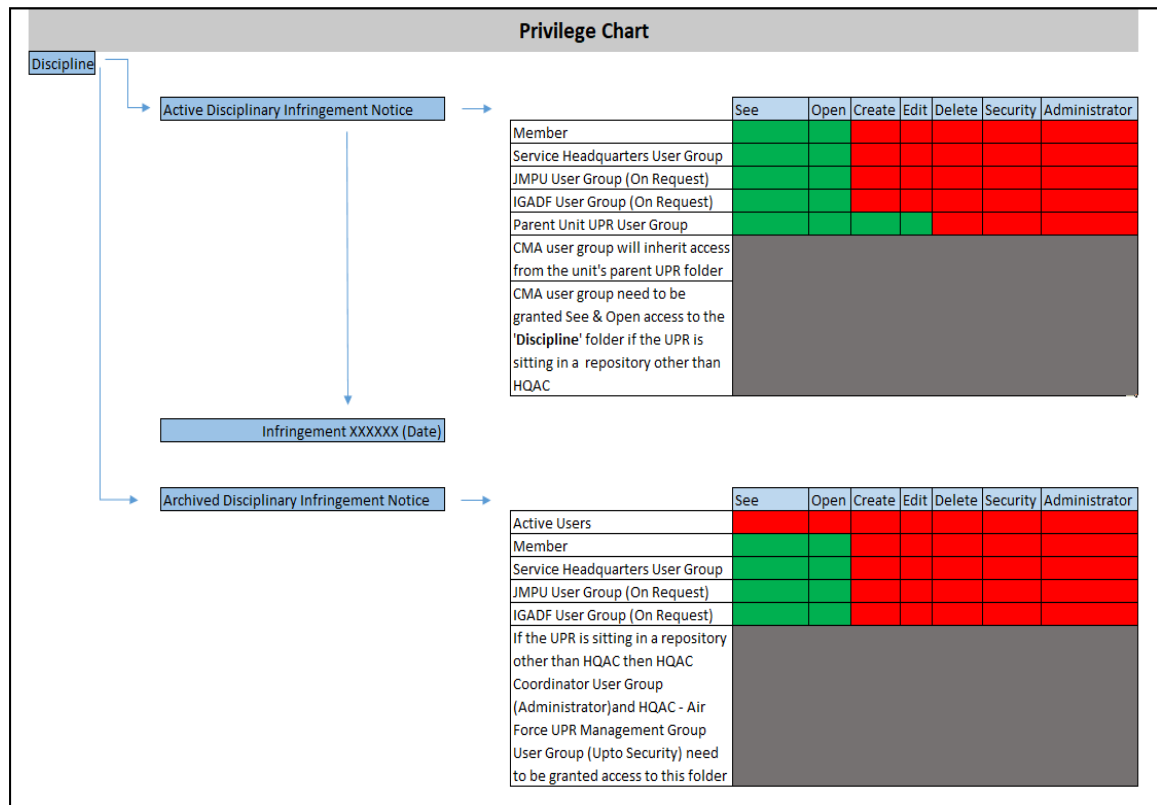 Privilege Chart
Discipline
Active Disciplinary Infringement Notice
See Open Create Edit Delete Security Administrator
Member
Service Headquarters User Group
JMPU User Group (On Request)
IGADF User Group (On Request)
Parent Unit UPR User Group
CMA user group will inherit access
from the unit's parent UPR folder
CMA user group need to be
granted See & Open access to the
'Discipline' folder if the UPR is
sitting in a repository other than
HQAC
Infringement XXXXXX (Date)
Archived Disciplinary Infringement Notice
See Open Create Edit Delete Security Administrator
Active Users
Member
Service Headquarters User Group
JMPU User Group (On Request)
IGADF User Group (On Request)
If the UPR is sitting in a repository
other than HQAC then HQAC
Coordinator User Group
(Administrator)and HQAC - Air
Force UPR Management Group
User Group (Upto Security) need
to be granted access to this folder